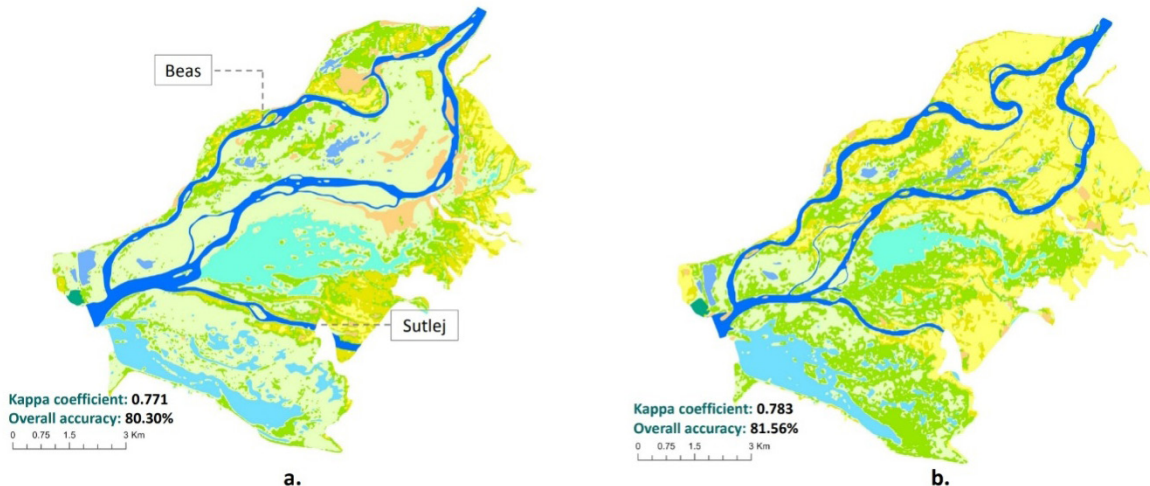 Beas
Sutlej
Kappa coefficient: 0.771
Overall accuracy: 80.30%
0 0.75 1.5 3 Km
a.
Kappa coefficient: 0.783
Overall accuracy: 81.56%
0 0.75 1.5 3 Km
b.